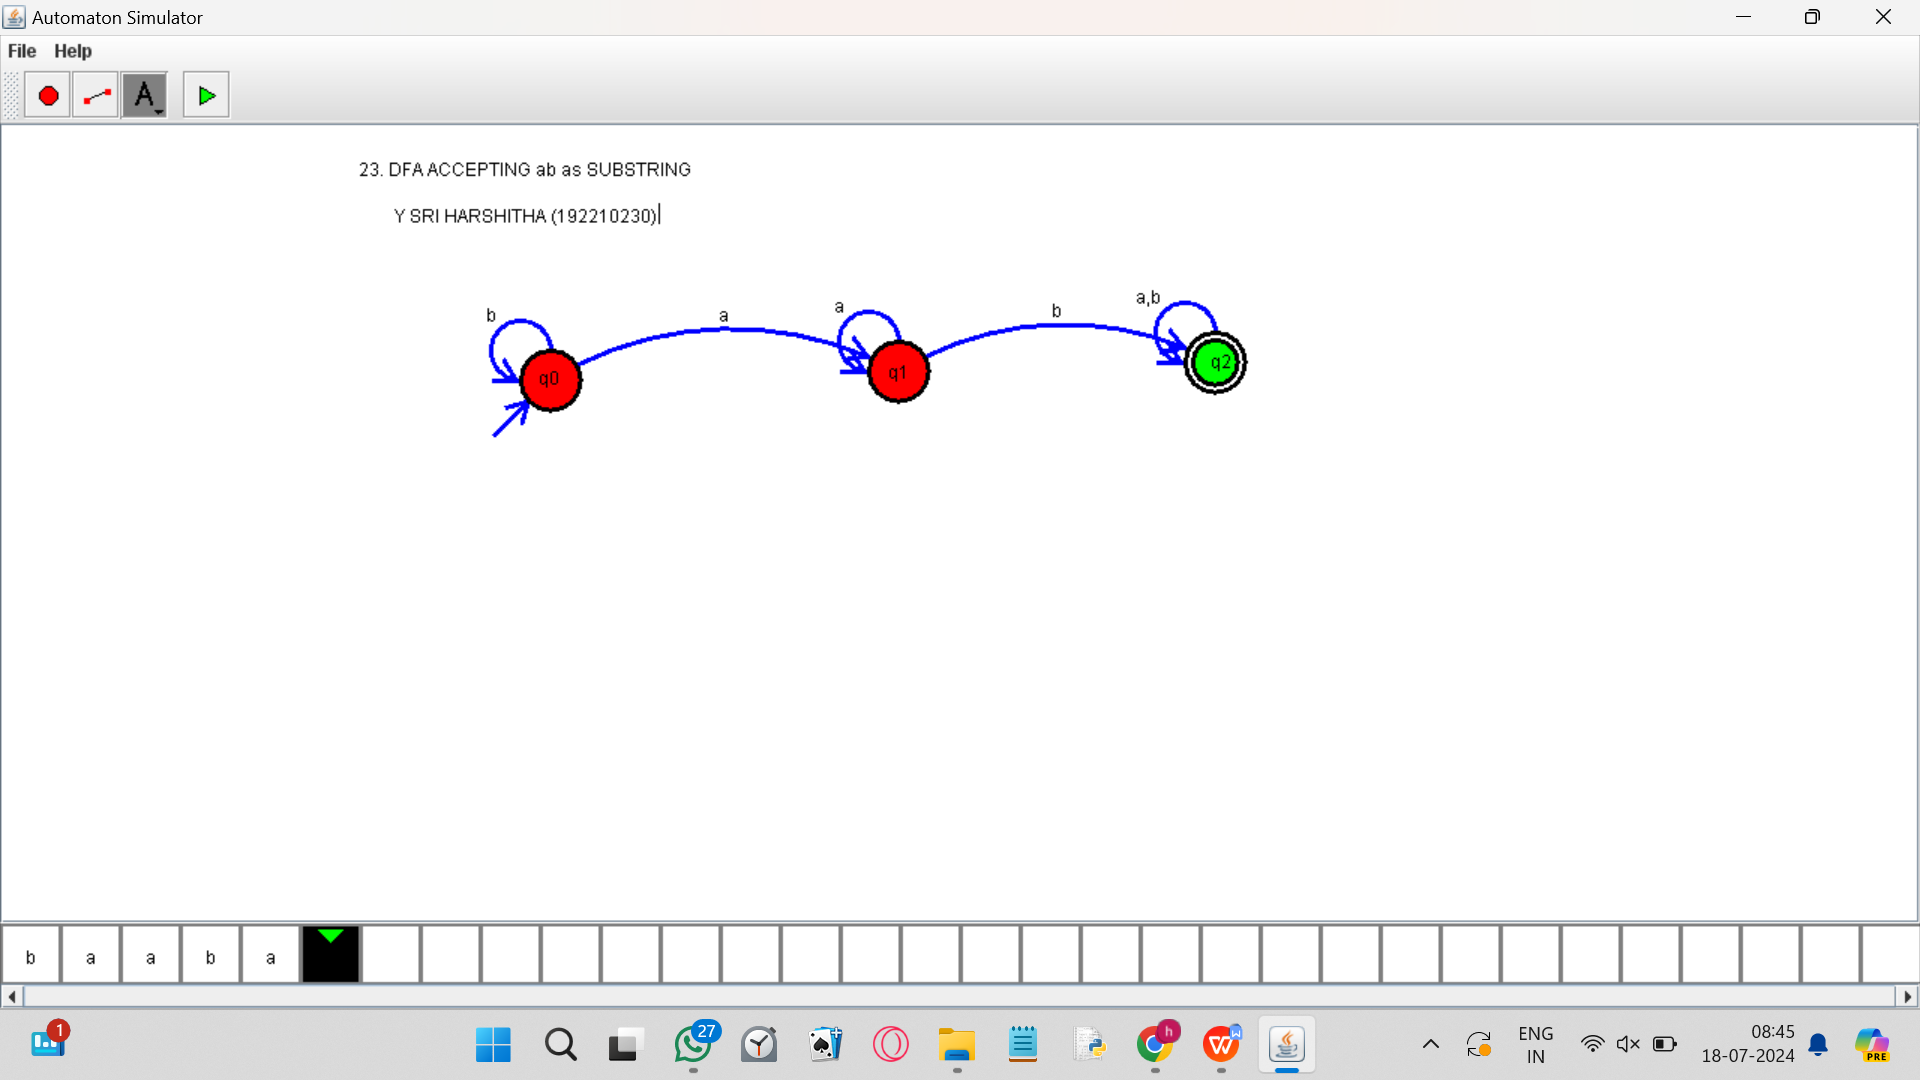 Automaton Simulator
File Help
A
23. DFA ACCEPTING ab as SUBSTRING
Y SRI HARSHITHA (192210230)
b
a
a
b
a,b
q0
q1
q2
b a a b a
1
27
h
W
W
ENG
IN
08:45
18-07-2024
PRE